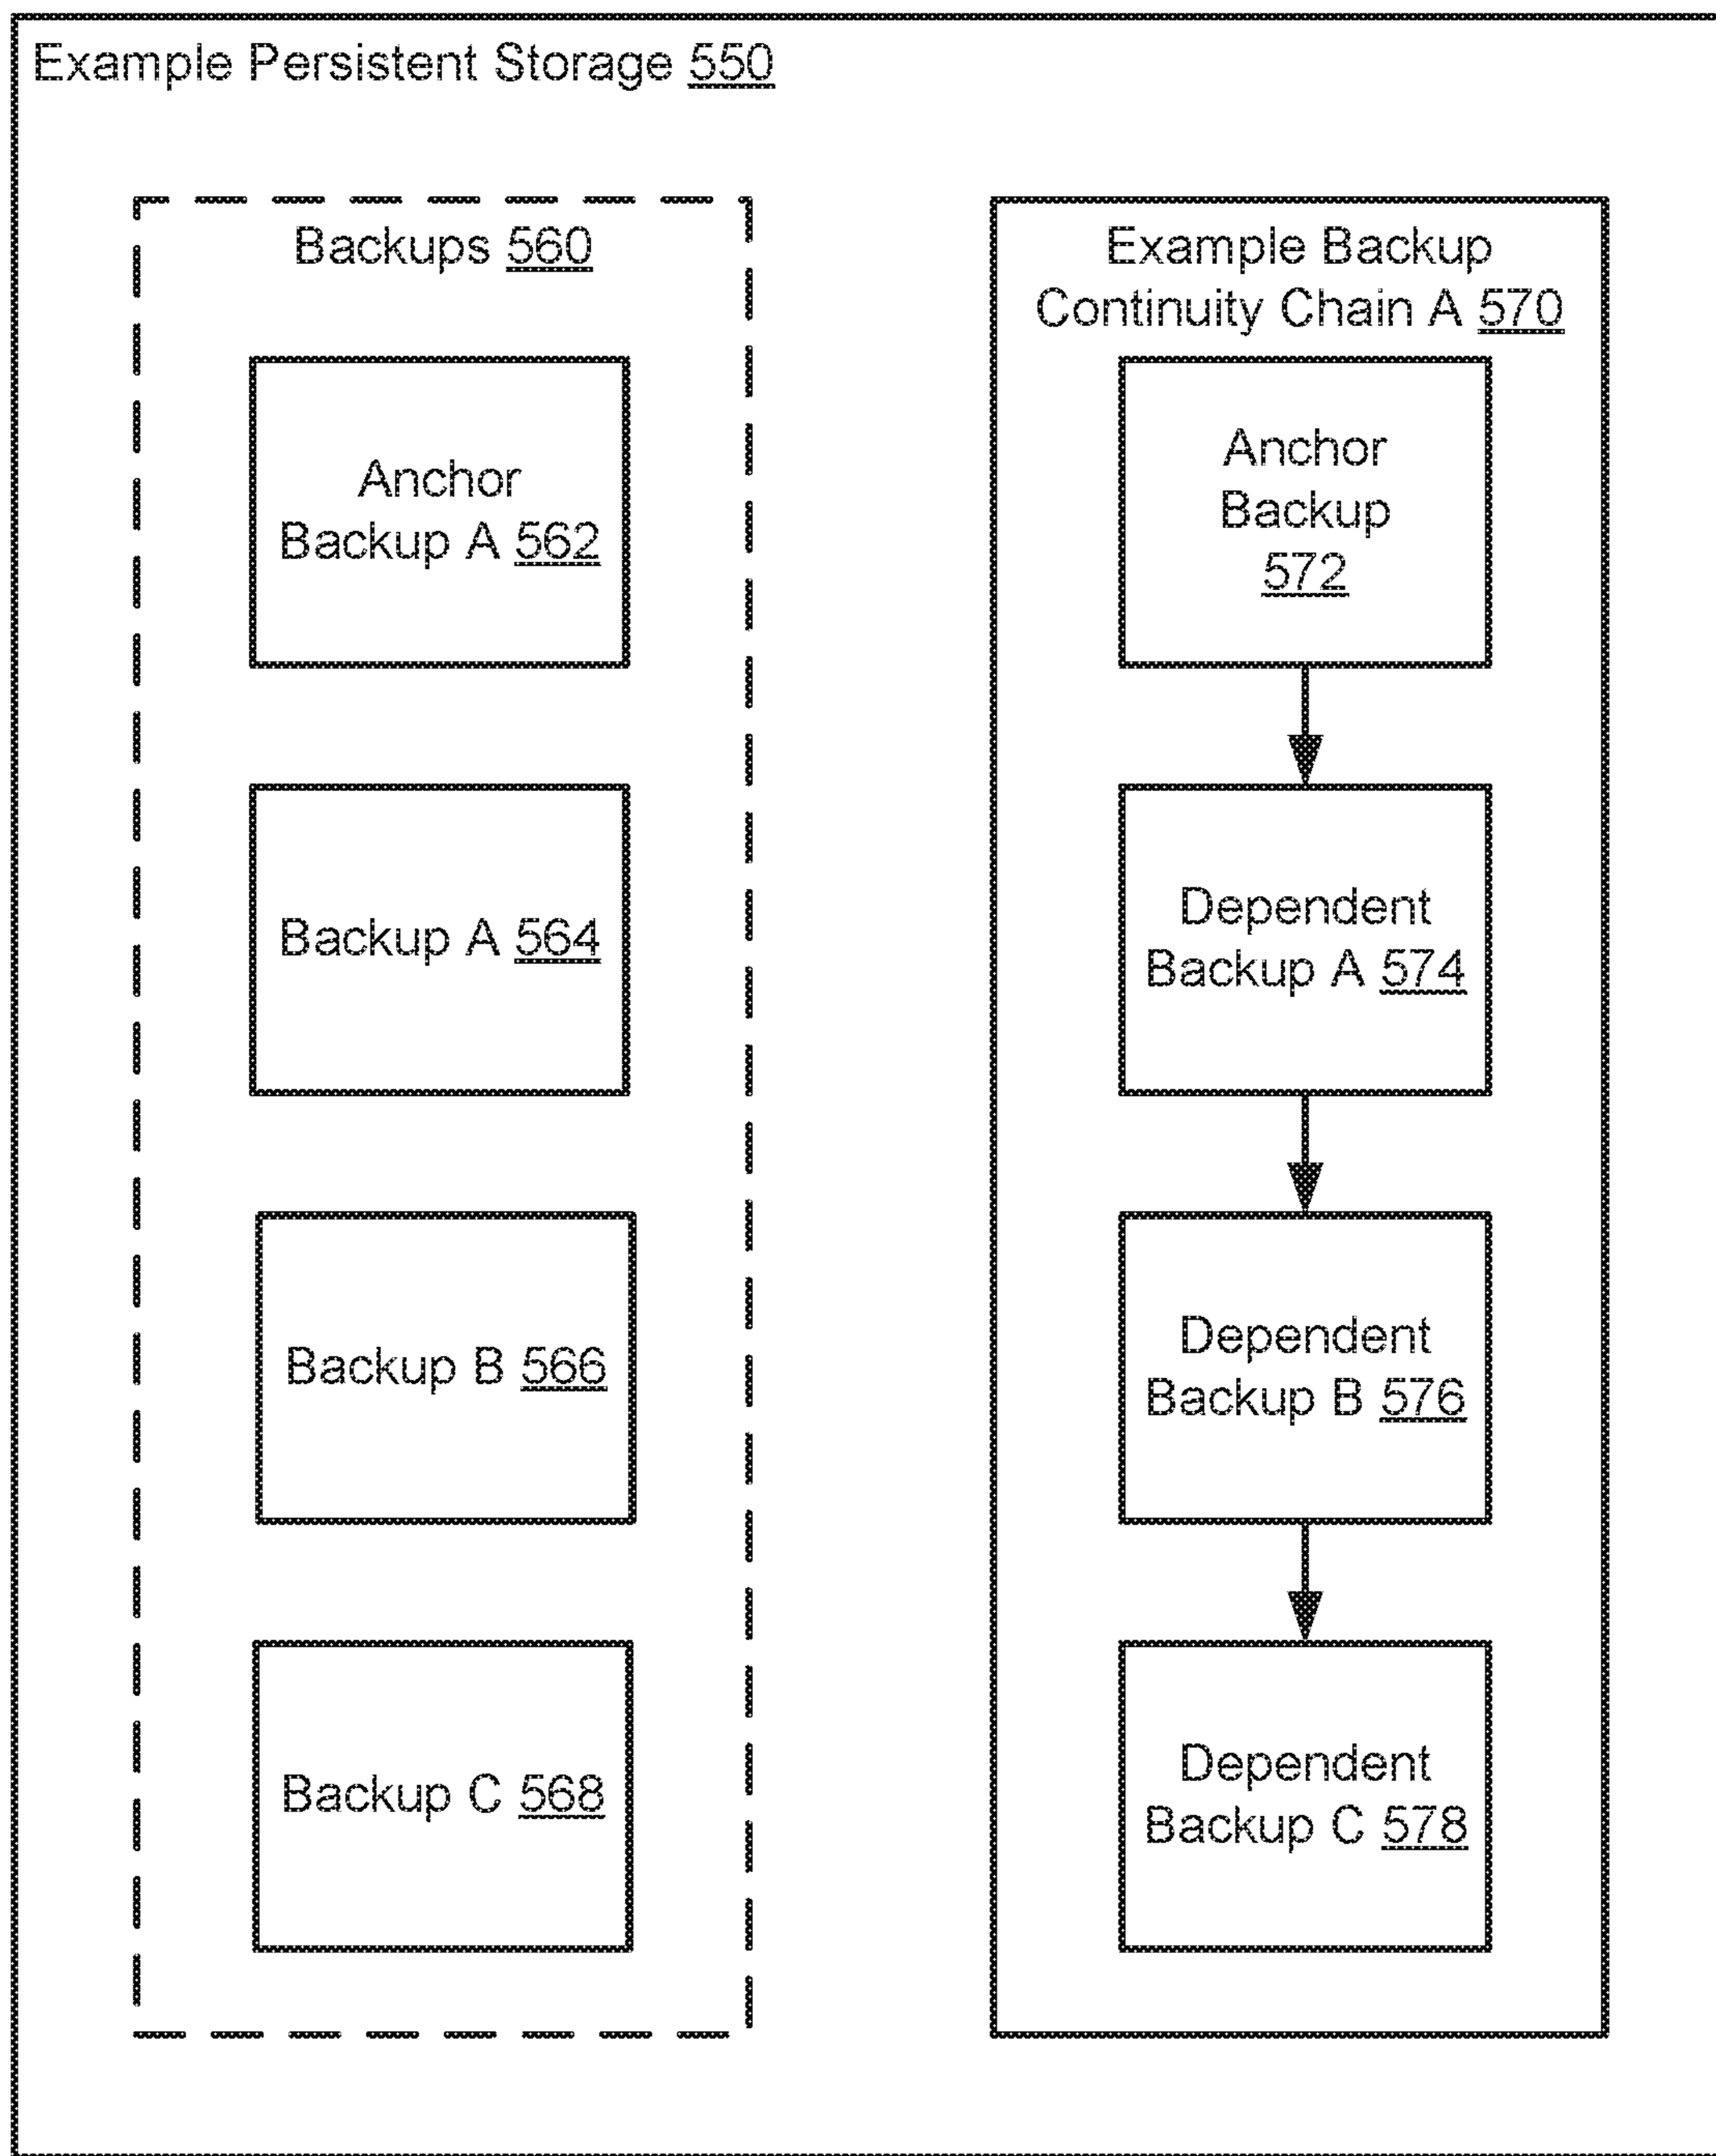 Example Persistent Storage 550
Backups 560
Anchor
Backup A 562
Backup A 564
Backup B 566
Backup C 568
Example Backup
Continuity Chain A 570
Anchor
Backup
572
Dependent
Backup A 574
Dependent
Backup B 576
Dependent
Backup C 578